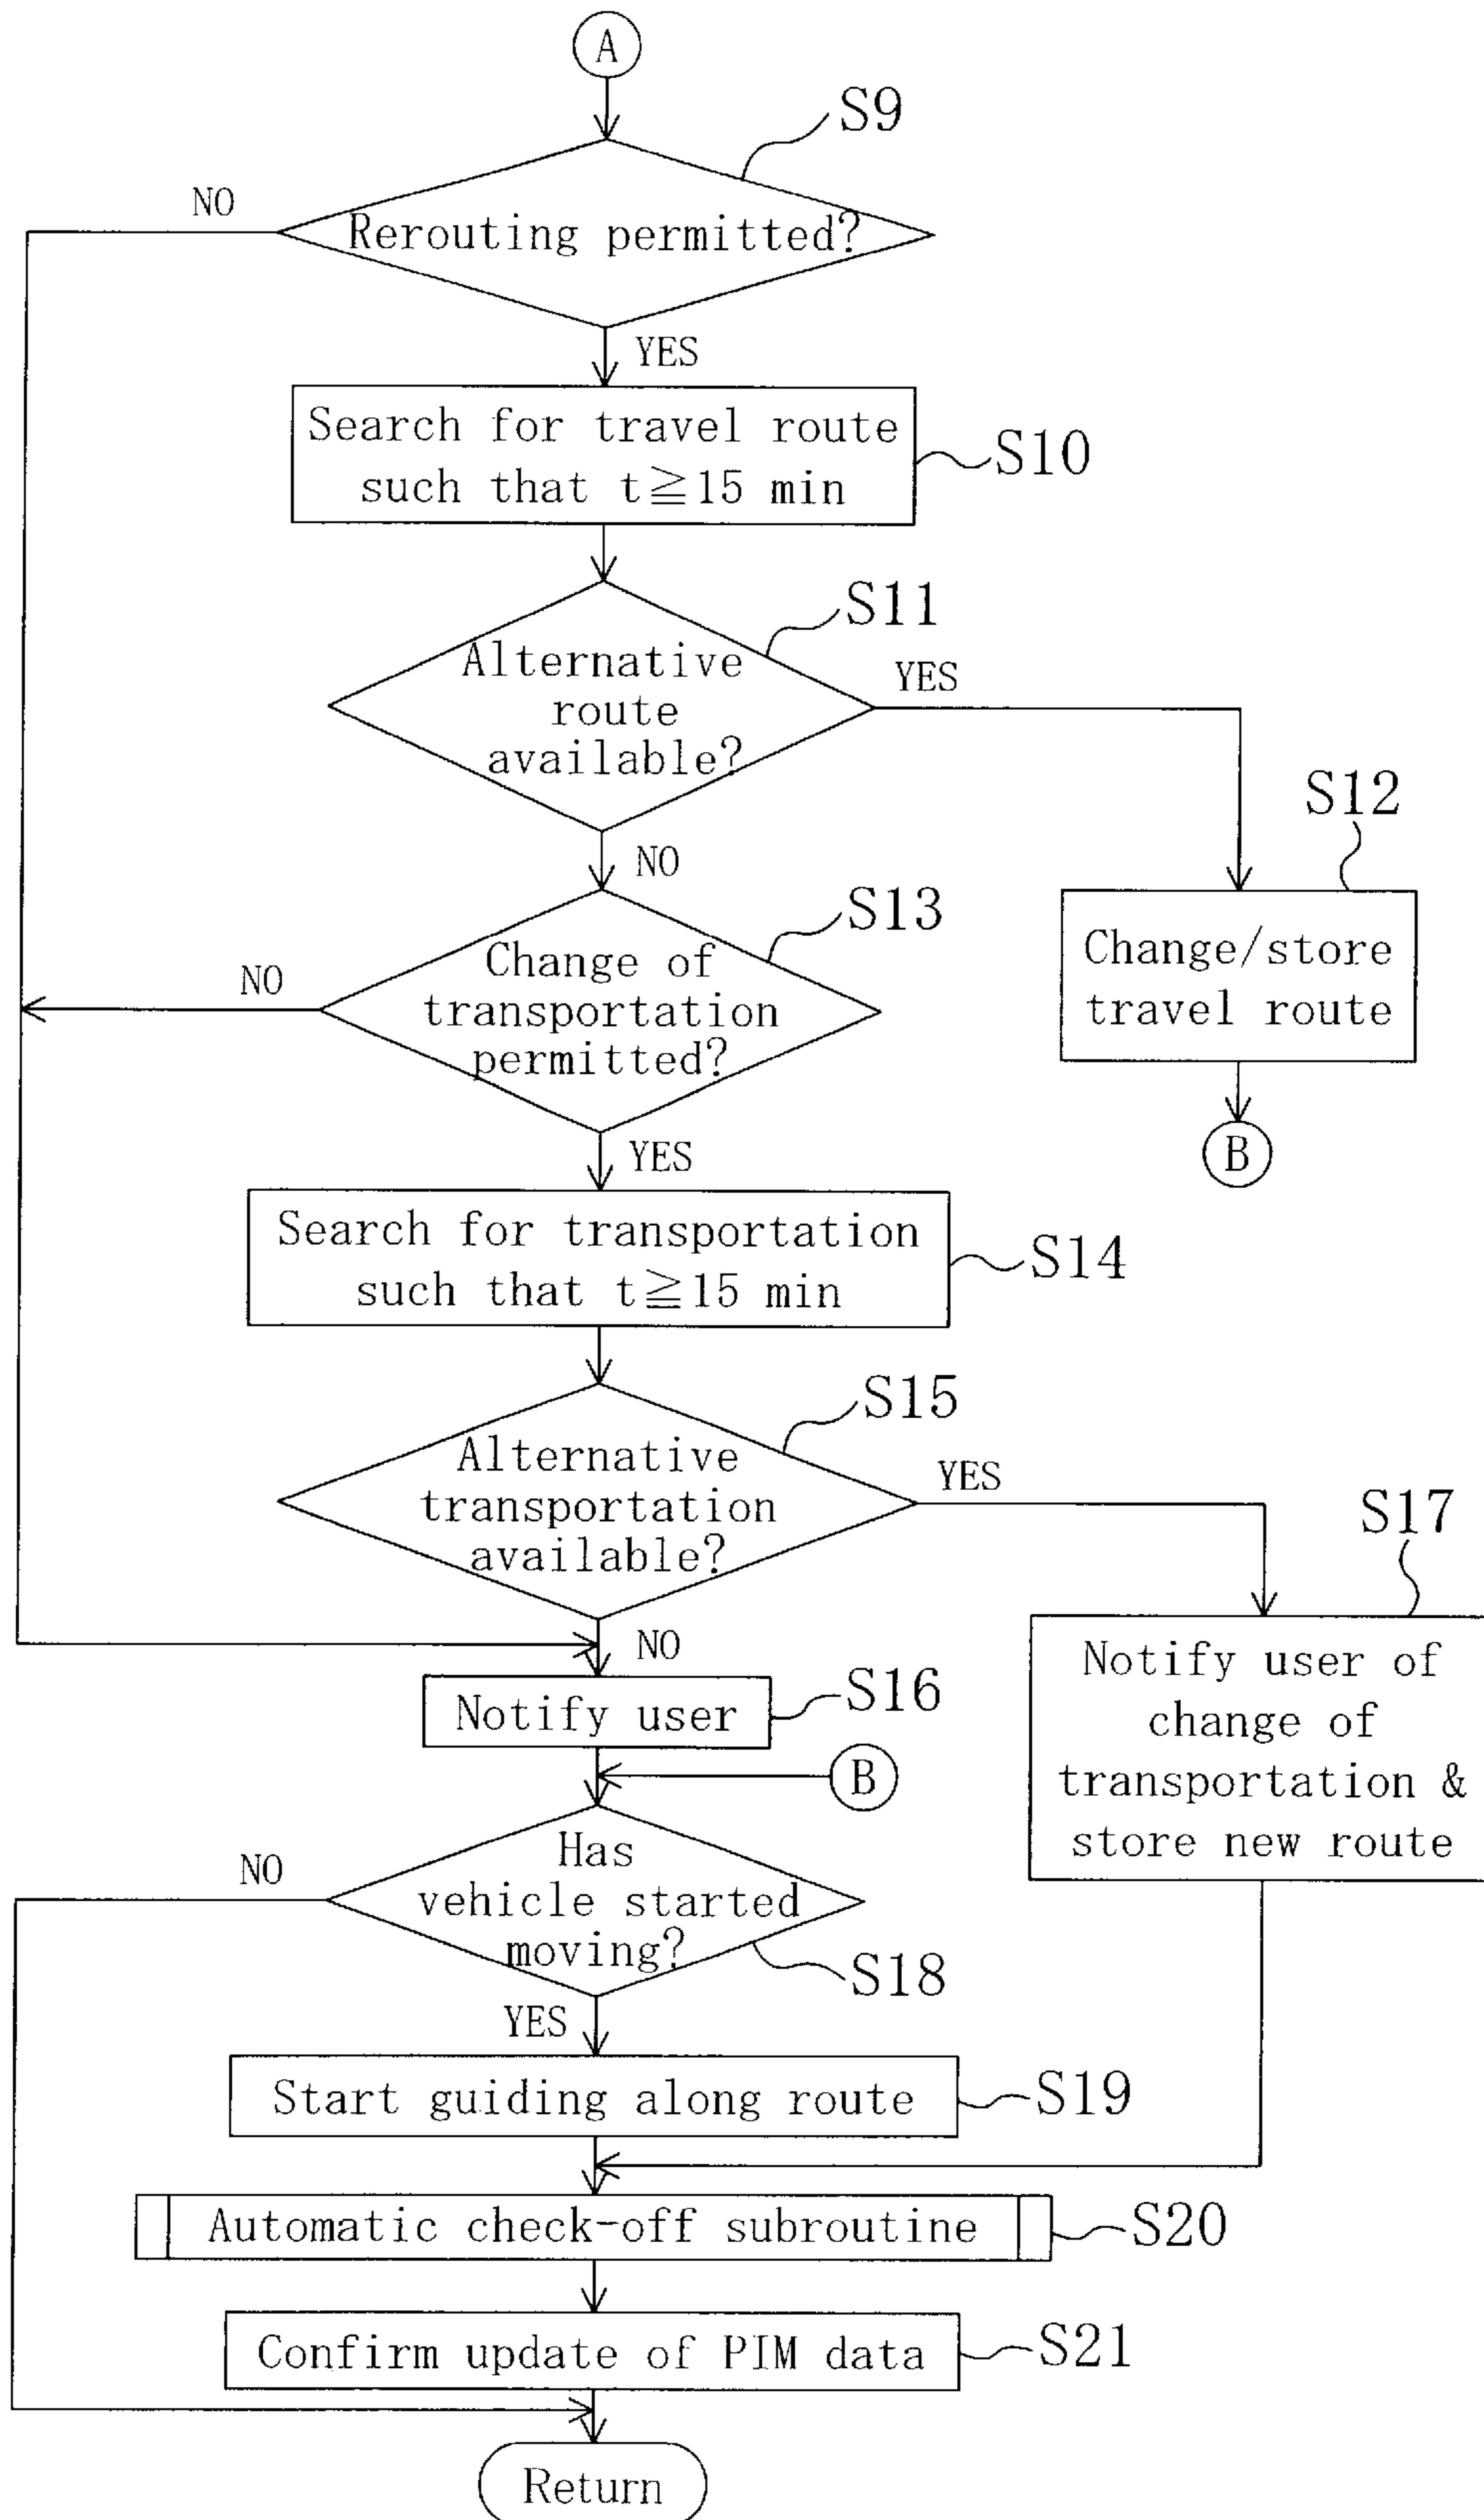 A
S9
NO
Rerouting permitted?
YES
Search for travel route
such that t≧15 min
S10
S11
Alternative
route
available?
YES
S12
NO
Change/store
travel route
S13
Change of
transportation
permitted?
NO
B
YES
Search for transportation
such that t≧15 min
S14
S15
Alternative
transportation
available?
YES
S17
NO
Notify user
S16
Notify user of
change of
transportation &
store new route
B
Has
vehicle started
moving?
NO
S18
YES
Start guiding along route
S19
Automatic check-off subroutine
S20
Confirm update of PIM data
S21
Return